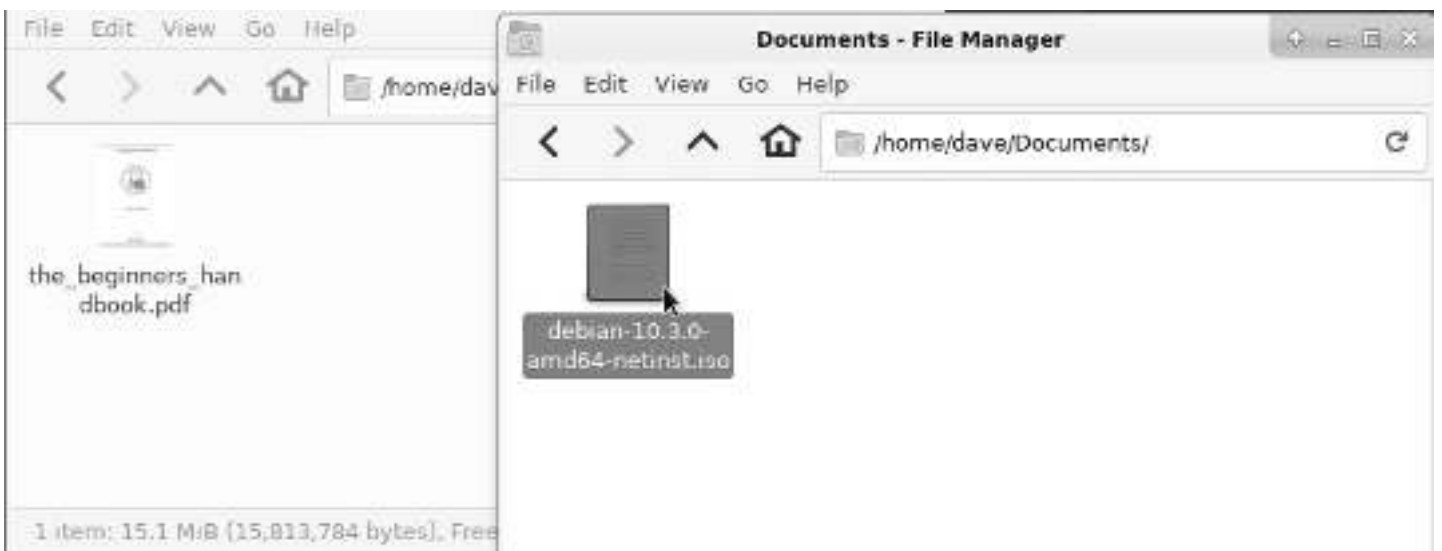 File Edit View Go Help
/home/dav
the_beginners_han
dbook.pdf
1 item: 15.1 MiB (15,813,784 bytes), Free
Documents - File Manager
File Edit View Go Help
/home/dave/Documents/
debian-10.3.0-
amd64-netinst.iso